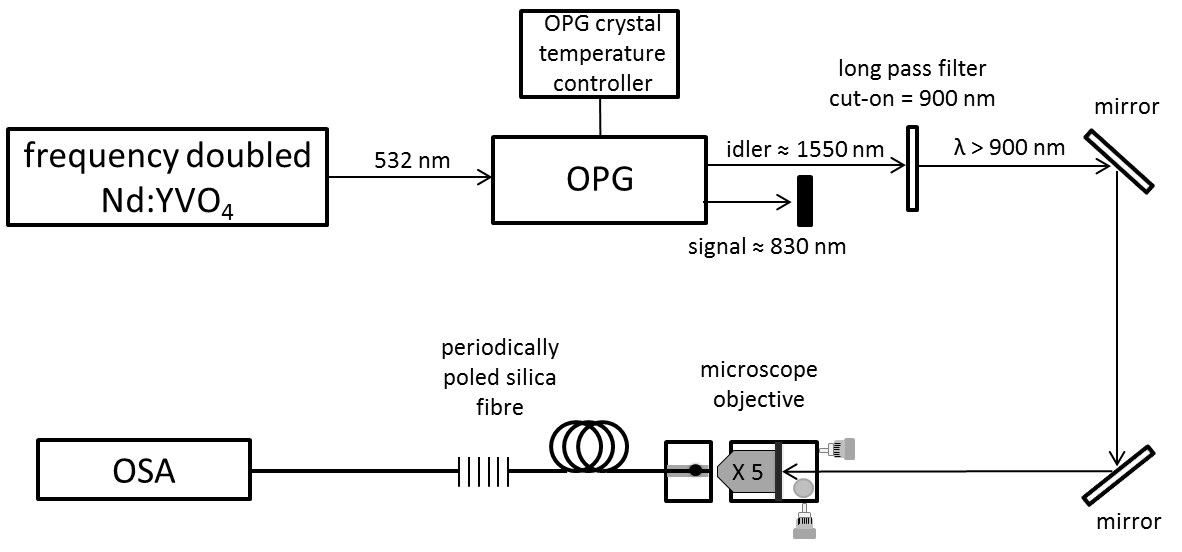 OPG crystal
temperature
controller
long pass filter
cut-on = 900 nm
mirror
frequency doubled
Nd:YVO₄
532 nm
OPG
idler ≈ 1550 nm
λ > 900 nm
signal ≈ 830 nm
periodically
poled silica
fibre
microscope
objective
OSA
X 5
mirror